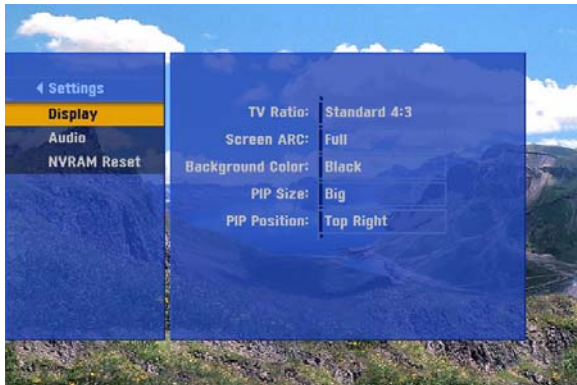 Settings
Display
Audio
NVRAM Reset
TV Ratio: Standard 4:3
Screen ARC: Full
Background Color: Black
PIP Size: Big
PIP Position: Top Right